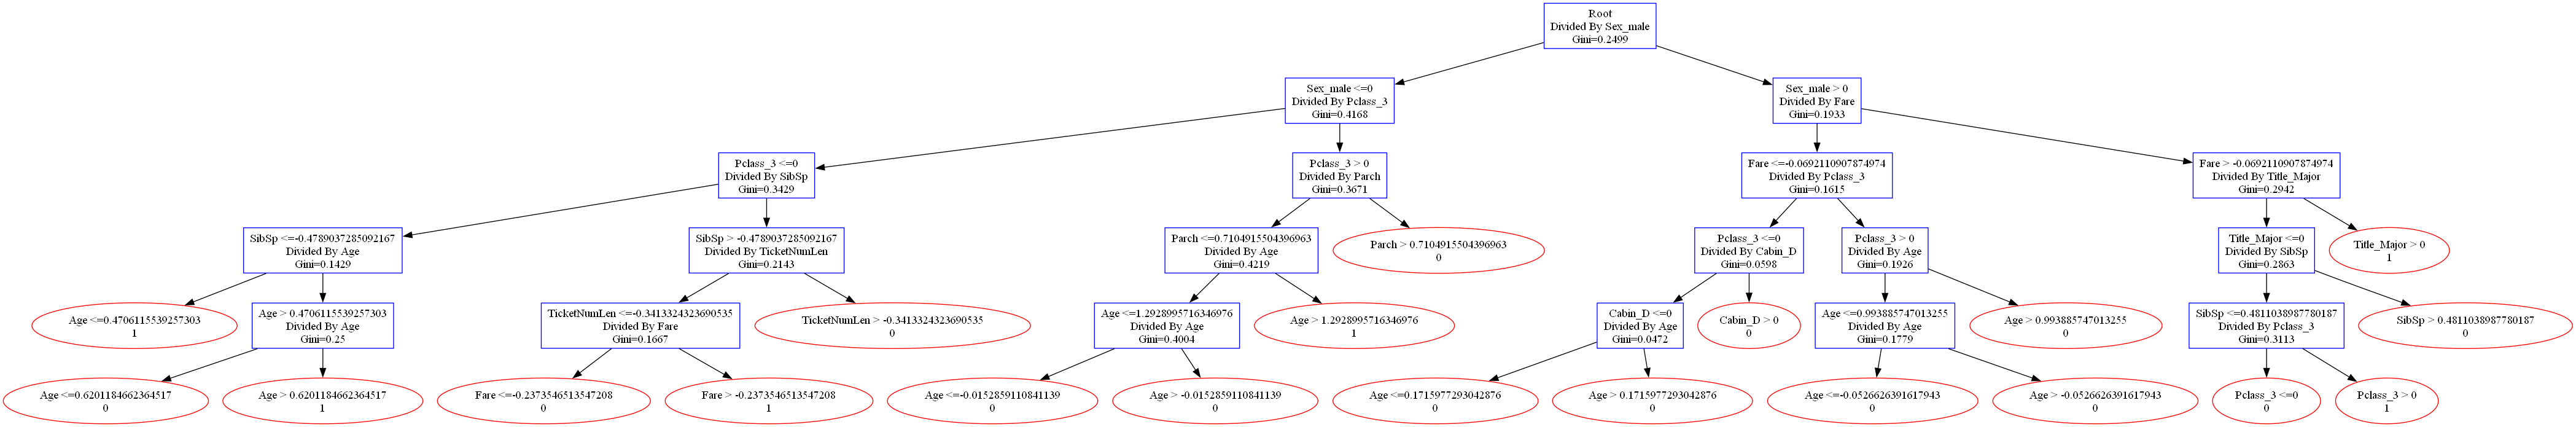 Root
Divided By Sex_male
Gini=0.2499
Sex_male <=0
Divided By Pclass_3
Gini=0.4168
Sex_male > 0
Divided By Fare
Gini=0.1933
Pclass_3 <=0
Divided By SibSp
Gini=0.3429
Pclass_3 > 0
Divided By Parch
Gini=0.3671
Fare <=-0.0692110907874974
Divided By Pclass_3
Gini=0.1615
Fare > -0.0692110907874974
Divided By Title_Major
Gini=0.2942
SibSp <=-0.4789037285092167
Divided By Age
Gini=0.1429
SibSp > -0.4789037285092167
Divided By TicketNumLen
Gini=0.2143
Parch <=0.7104915504396963
Divided By Age
Gini=0.4219
Parch > 0.7104915504396963
0
Pclass_3 <=0
Divided By Cabin_D
Gini=0.0598
Pclass_3 > 0
Divided By Age
Gini=0.1926
Title_Major <=0
Divided By SibSp
Gini=0.2863
Title_Major > 0
1
Age <=0.4706115539257303
1
Age > 0.4706115539257303
Divided By Age
Gini=0.25
TicketNumLen <=-0.3413324323690535
Divided By Fare
Gini=0.1667
TicketNumLen > -0.3413324323690535
0
Age <=1.2928995716346976
Divided By Age
Gini=0.4004
Age > 1.2928995716346976
1
Cabin_D <=0
Divided By Age
Gini=0.0472
Cabin_D > 0
0
Age <=0.993885747013255
Divided By Age
Gini=0.1779
Age > 0.993885747013255
0
SibSp <=0.4811038987780187
Divided By Pclass_3
Gini=0.3113
SibSp > 0.4811038987780187
0
Age <=0.6201184662364517
0
Age > 0.6201184662364517
1
Fare <=-0.2373546513547208
0
Fare > -0.2373546513547208
1
Age <=-0.0152859110841139
0
Age > -0.0152859110841139
0
Age <=0.1715977293042876
0
Age > 0.1715977293042876
0
Age <=-0.0526626391617943
0
Age > -0.0526626391617943
0
Pclass_3 <=0
0
Pclass_3 > 0
1